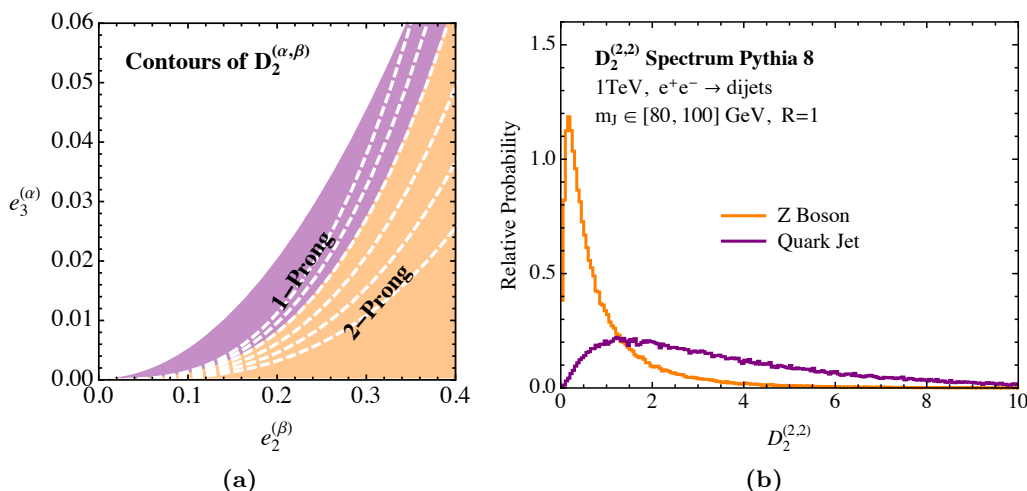 Contours of D₂^(α,β)
0.06
0.05
0.04
0.03
0.02
0.01
0.00
e₃^(α)
1-Prong
2-Prong
0.0 0.1 0.2 0.3 0.4
e₂^(β)
(a)
D₂^(2,2) Spectrum Pythia 8
1TeV, e⁺e⁻ → dijets
m_J ∈ [80, 100] GeV, R=1
1.5
1.0
0.5
0.0
Relative Probability
Z Boson
Quark Jet
0 2 4 6 8 10
D₂^(2,2)
(b)